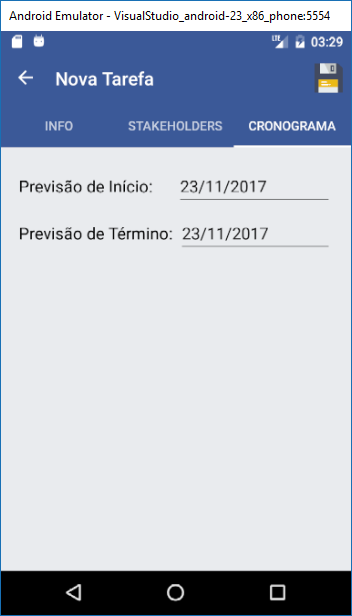 Android Emulator - VisualStudio_android-23_x86_phone:5554
LTE 03:29
Nova Tarefa
INFO STAKEHOLDERS CRONOGRAMA
Previsão de Início: 23/11/2017
Previsão de Término: 23/11/2017